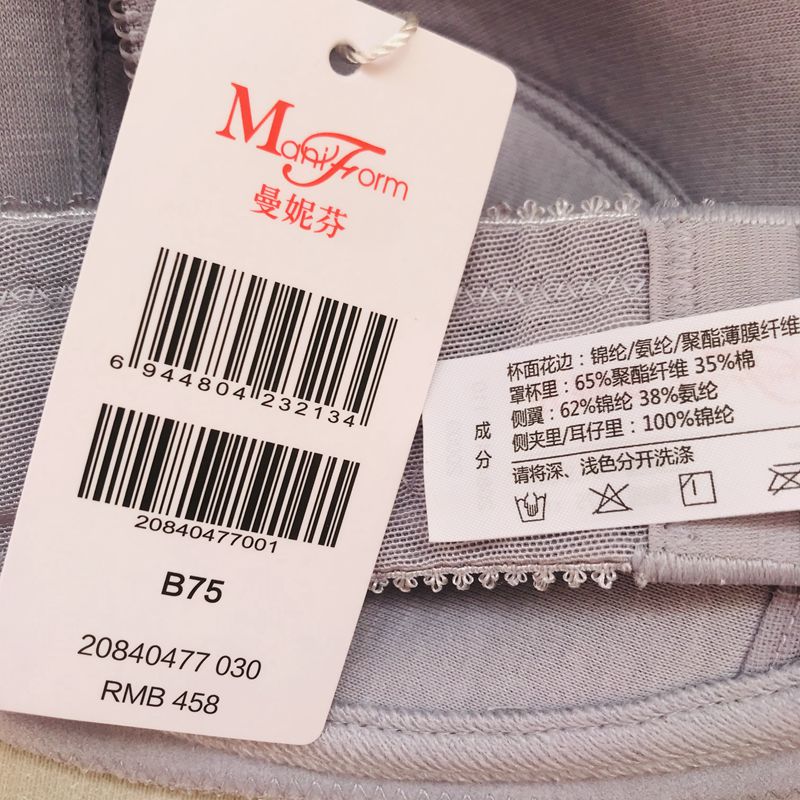 ManiForm
曼妮芬
6 944804 232134
20840477001
B75
20840477 030
RMB 458
成分
杯面花边：锦纶/氨纶/聚酯薄膜纤维
罩杯里：65%聚酯纤维 35%棉
侧翼：62%锦纶 38%氨纶
侧夹里/耳仔里：100%锦纶
请将深、浅色分开洗涤